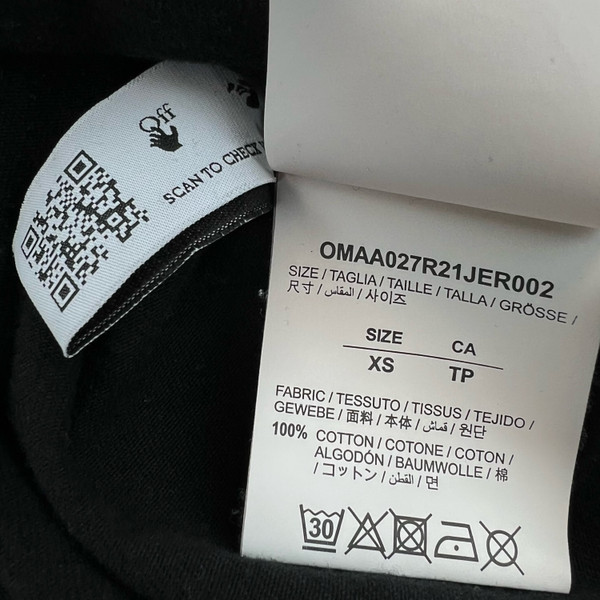 Off
SCAN TO CHECK
OMAA027R21JER002
SIZE / TAGLIA / TAILLE / TALLA / GRÖSSE /
尺寸 / المقاس / 사이즈
SIZE CA
XS TP
FABRIC / TESSUTO / TISSUS / TEJIDO /
GEWEBE / 面料 / 本体 / قماش / 원단
100% COTTON / COTONE / COTON /
ALGODÓN / BAUMWOLLE / 棉
/ コットン / القطن / 면
30